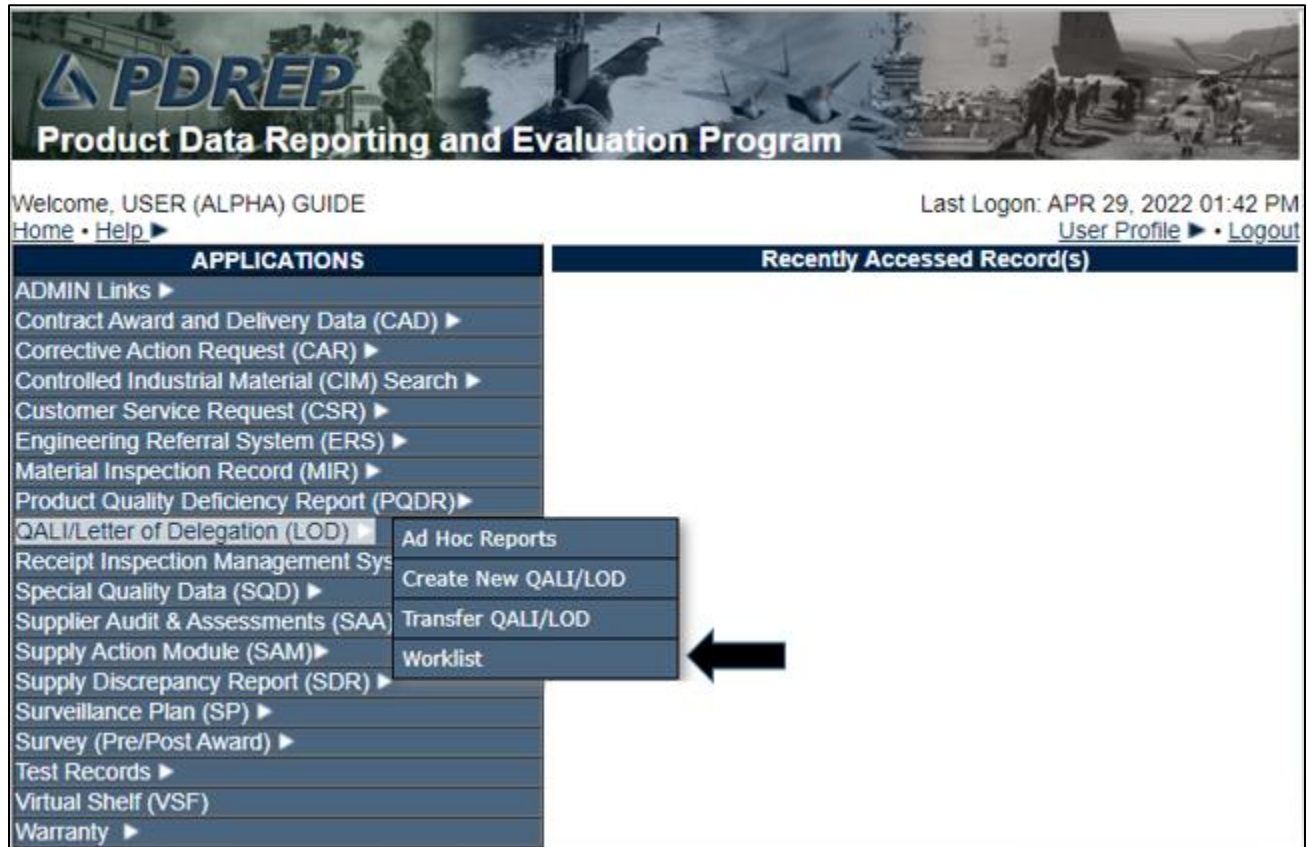 PDREP
Product Data Reporting and Evaluation Program
Welcome, USER (ALPHA) GUIDE
Last Logon: APR 29, 2022 01:42 PM
Home • Help ▶
User Profile ▶ • Logout
APPLICATIONS
Recently Accessed Record(s)
ADMIN Links ▶
Contract Award and Delivery Data (CAD) ▶
Corrective Action Request (CAR) ▶
Controlled Industrial Material (CIM) Search ▶
Customer Service Request (CSR) ▶
Engineering Referral System (ERS) ▶
Material Inspection Record (MIR) ▶
Product Quality Deficiency Report (PQDR)▶
QALI/Letter of Delegation (LOD) ▶
Ad Hoc Reports
Create New QALI/LOD
Transfer QALI/LOD
Worklist
Receipt Inspection Management Sys
Special Quality Data (SQD) ▶
Supplier Audit & Assessments (SAA)
Supply Action Module (SAM)▶
Supply Discrepancy Report (SDR) ▶
Surveillance Plan (SP) ▶
Survey (Pre/Post Award) ▶
Test Records ▶
Virtual Shelf (VSF)
Warranty ▶